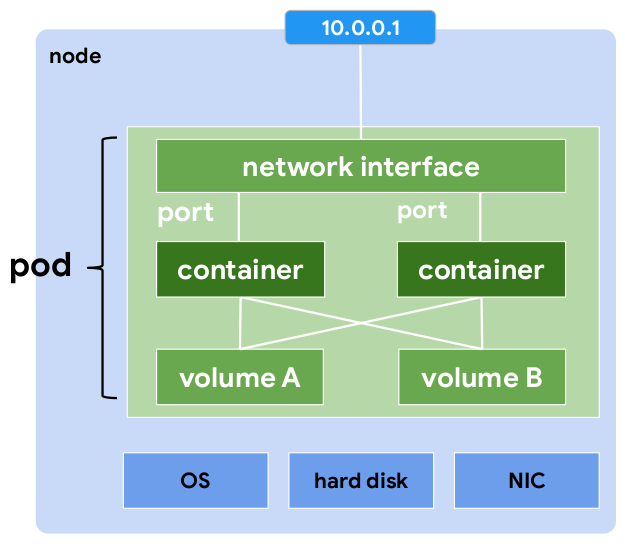 10.0.0.1
node
network interface
port
port
pod
container
container
volume A
volume B
OS
hard disk
NIC